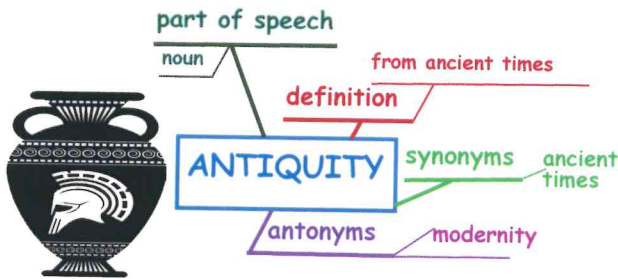 part of speech
noun
from ancient times
definition
ANTIQUITY
synonyms
ancient
times
antonyms
modernity